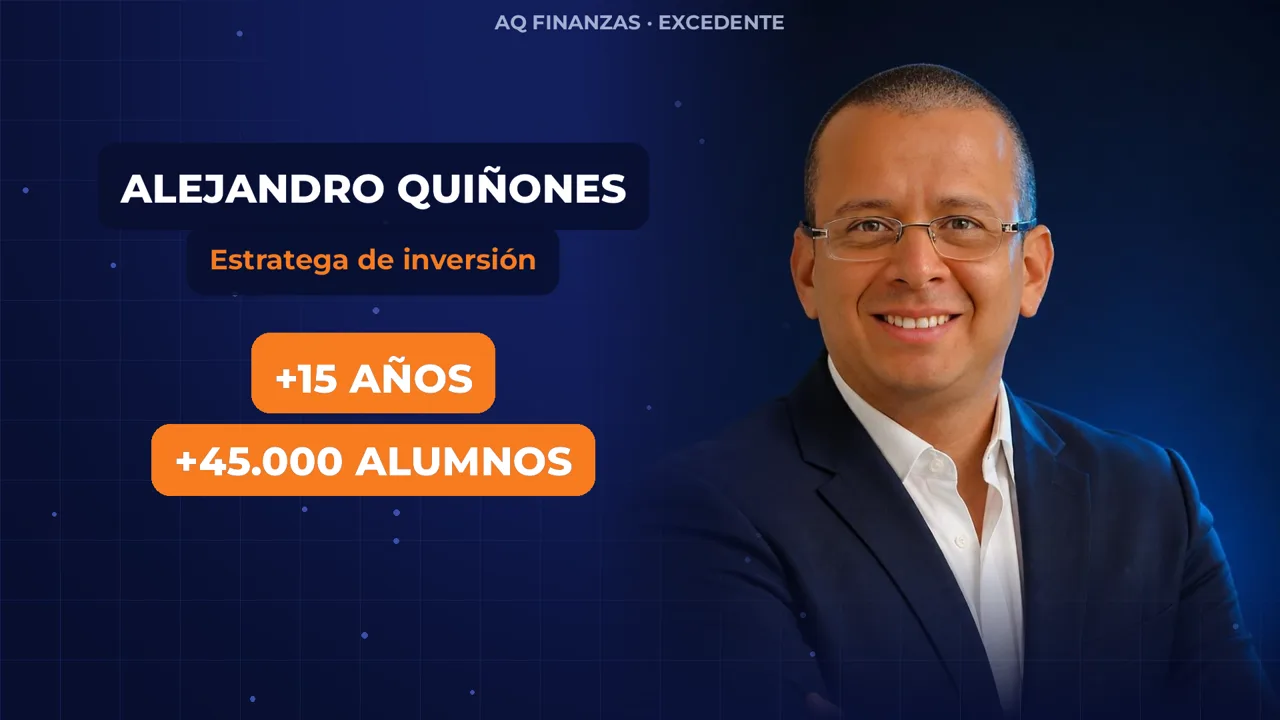 AQ FINANZAS · EXCEDENTE
ALEJANDRO QUIÑONES
Estratega de inversión
+15 AÑOS
+45.000 ALUMNOS